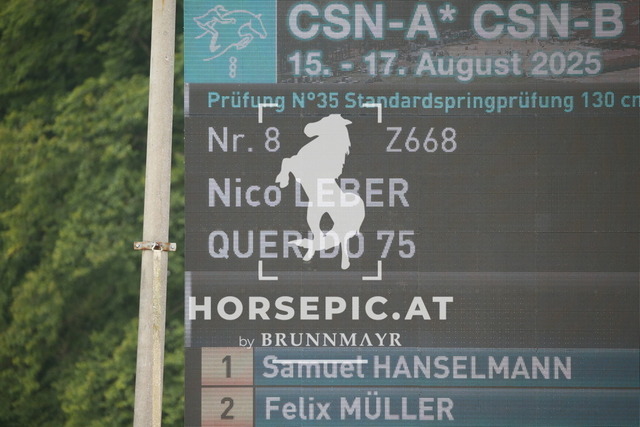 CSN-A* CSN-B
15. - 17. August 2025
Prüfung N°35 Standardspringprüfung 130 cm
Nr. 8 Z668
Nico LEBER
QUERIDO 75
HORSEPIC.AT
by BRUNNMAYR
1 Samuel HANSELMANN
2 Felix MÜLLER